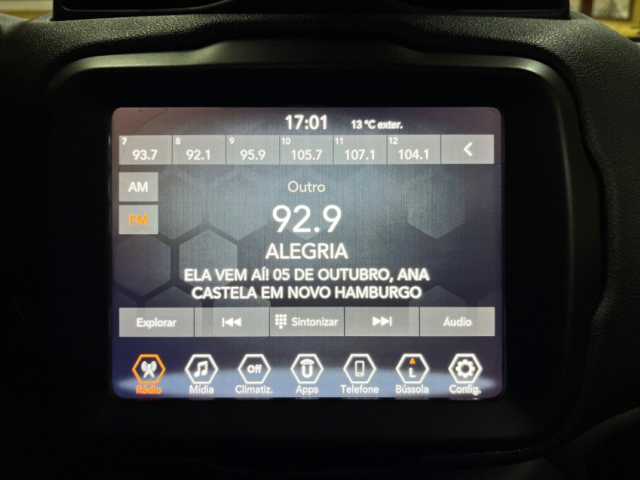 17:01 13 °C exter.
7 93.7 8 92.1 9 95.9 10 105.7 11 107.1 12 104.1
AM
Outro
FM
92.9
ALEGRIA
ELA VEM AÍ! 05 DE OUTUBRO, ANA
CASTELA EM NOVO HAMBURGO
Explorar Sintonizar Áudio
Off L
Rádio Mídia Climatiz. Apps Telefone Bússola Config.